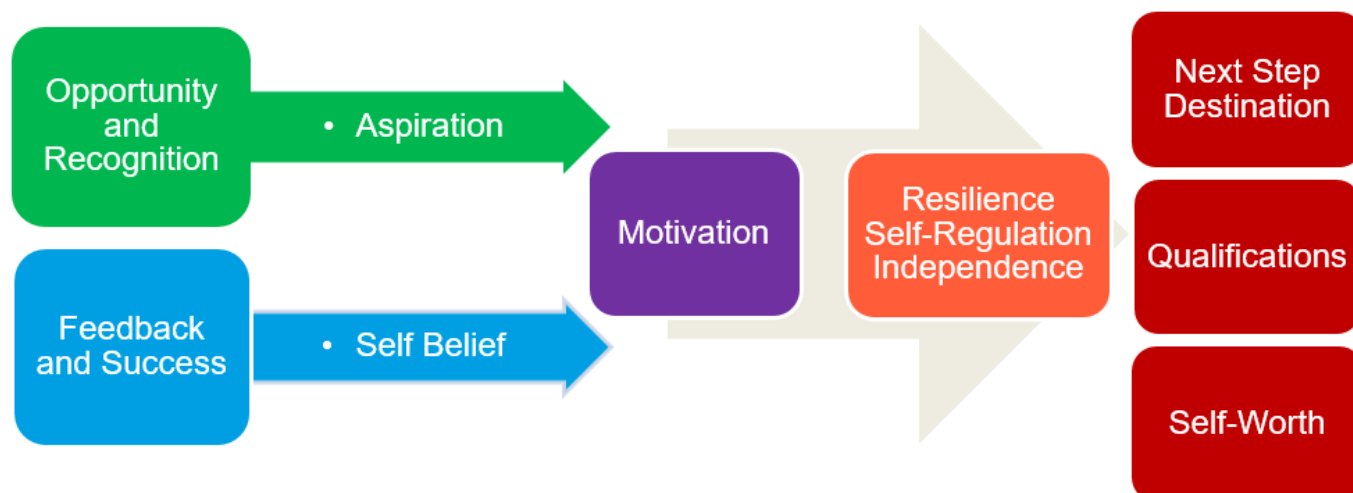 Opportunity
and
Recognition
• Aspiration
Feedback
and Success
• Self Belief
Motivation
Resilience
Self-Regulation
Independence
Next Step
Destination
Qualifications
Self-Worth